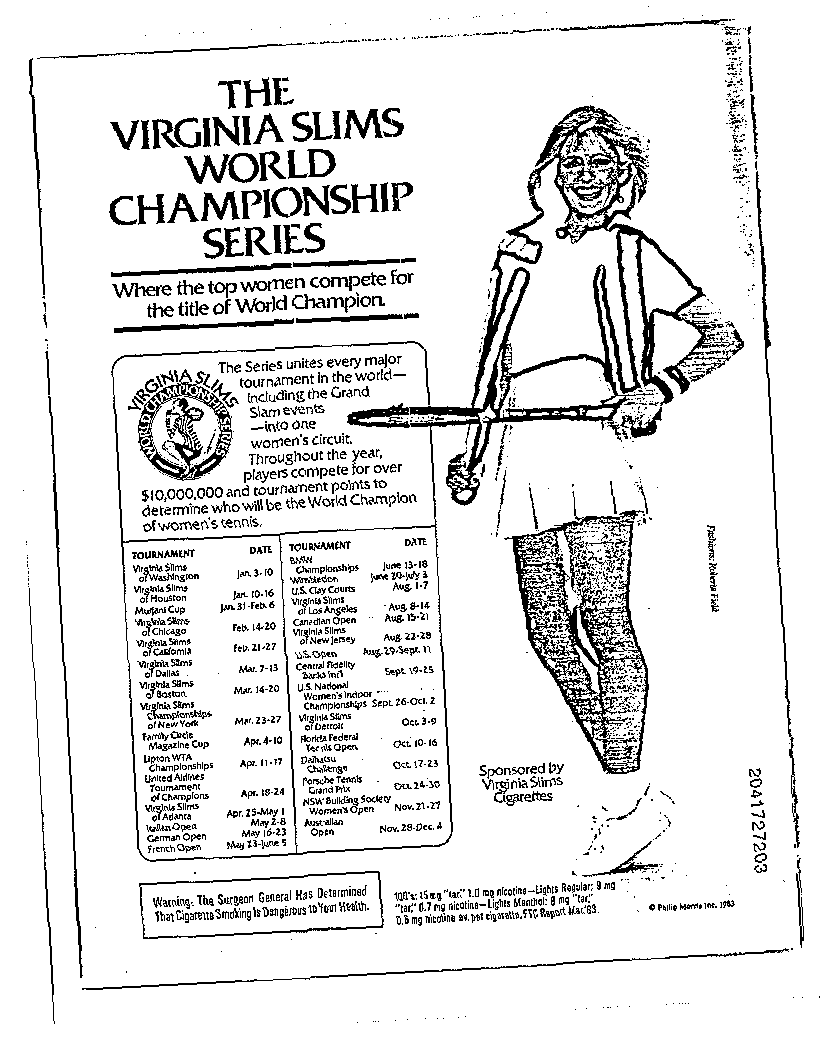 THE
VIRGINIA SLIMS
WORLD
CHAMPIONSHIP
SERIES
Where the top women compete for
the title of World Champion.
VIRGINIA SLIMS
WORLD CHAMPIONSHIP SERIES
The Series unites every major
tournament in the world—
including the Grand
Slam events
—into one
women's circuit.
Throughout the year,
players compete for over
$10,000,000 and tournament points to
determine who will be the World Champion
of women's tennis.
TOURNAMENT DATE
Virginia Slims
of Washington Jan. 3-10
Virginia Slims
of Houston Jan. 10-16
Murjani Cup Jan. 31-Feb. 6
Virginia Slims
of Chicago Feb. 14-20
Virginia Slims
of California Feb. 21-27
Virginia Slims
of Dallas Mar. 7-13
Virginia Slims
of Boston Mar. 14-20
Virginia Slims
Championships
of New York Mar. 23-27
Family Circle
Magazine Cup Apr. 4-10
Lipton WTA
Championships Apr. 11-17
United Airlines
Tournament
of Champions Apr. 18-24
Virginia Slims
of Atlanta Apr. 25-May 1
Italian Open May 2-8
German Open May 16-23
French Open May 23-June 5
TOURNAMENT DATE
BMW
Championships June 13-18
Wimbledon June 20-July 3
U.S. Clay Courts Aug. 1-7
Virginia Slims
of Los Angeles Aug. 8-14
Canadian Open Aug. 15-21
Virginia Slims
of New Jersey Aug. 22-28
U.S. Open Aug. 29-Sept. 11
Central Fidelity
Banks Int'l Sept. 19-25
U.S. National
Women's Indoor
Championships Sept. 26-Oct. 2
Virginia Slims
of Detroit Oct. 3-9
Florida Federal
Tennis Open Oct. 10-16
Daihatsu
Challenge Oct. 17-23
Porsche Tennis
Grand Prix Oct. 24-30
NSW Building Society
Women's Open Nov. 21-27
Australian
Open Nov. 28-Dec. 4
Fashions: Roberta Field
Sponsored by
Virginia Slims
Cigarettes
2041727203
Warning: The Surgeon General Has Determined
That Cigarette Smoking Is Dangerous to Your Health.
100's: 15 mg "tar," 1.0 mg nicotine—Lights Regular: 9 mg
"tar," 0.7 mg nicotine—Lights Menthol: 8 mg "tar,"
0.6 mg nicotine av. per cigarette, FTC Report Mar. '83.
© Philip Morris Inc. 1983